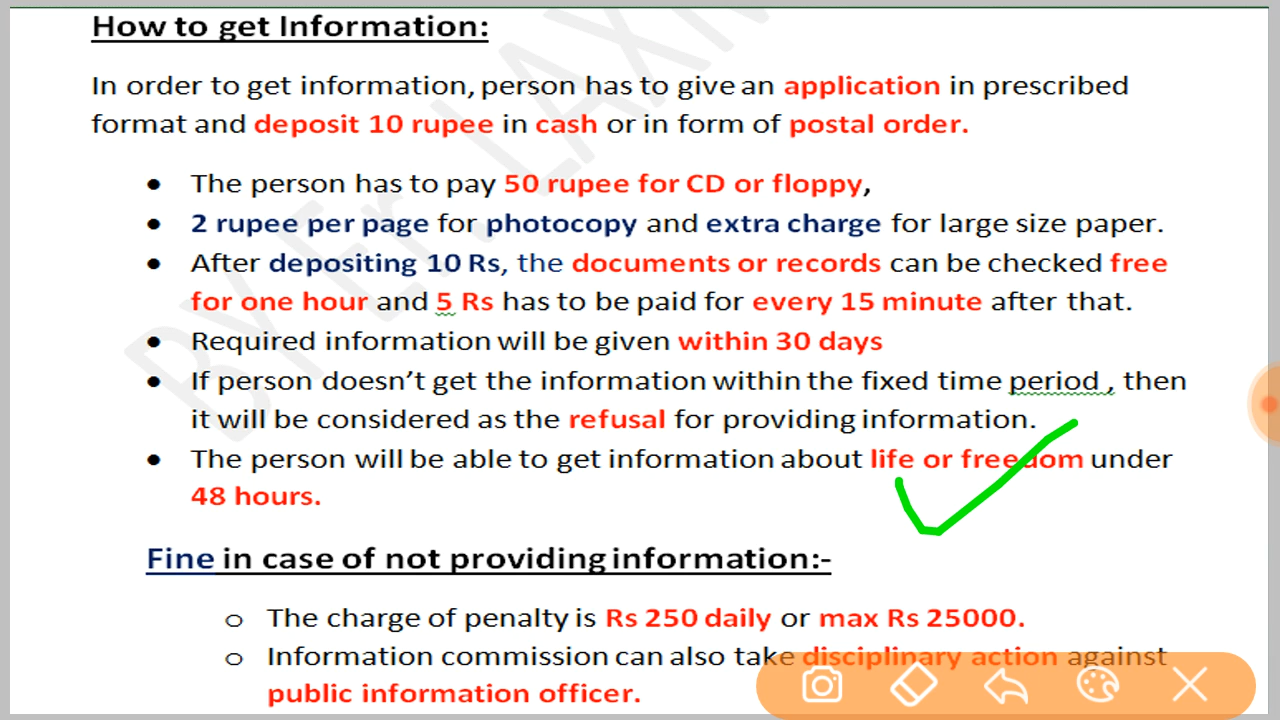 How to get Information:
In order to get information, person has to give an application in prescribed
format and deposit 10 rupee in cash or in form of postal order.
• The person has to pay 50 rupee for CD or floppy,
• 2 rupee per page for photocopy and extra charge for large size paper.
• After depositing 10 Rs, the documents or records can be checked free
for one hour and 5 Rs has to be paid for every 15 minute after that.
• Required information will be given within 30 days
• If person doesn't get the information within the fixed time period , then
it will be considered as the refusal for providing information.
• The person will be able to get information about life or freedom under
48 hours.
Fine in case of not providing information:-
o The charge of penalty is Rs 250 daily or max Rs 25000.
o Information commission can also take disciplinary action against
public information officer.
BY Er. LAXM